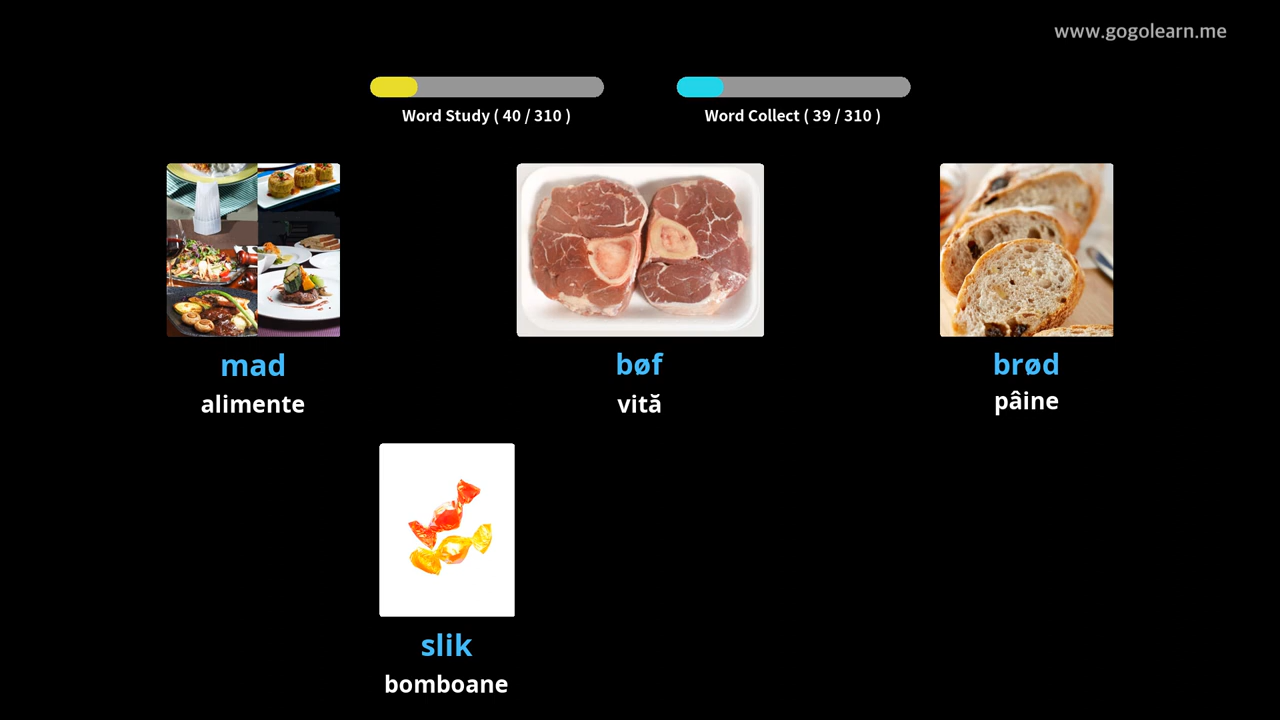 www.gogolearn.me
Word Study ( 40 / 310 )
Word Collect ( 39 / 310 )
mad
alimente
bøf
vită
brød
pâine
slik
bomboane